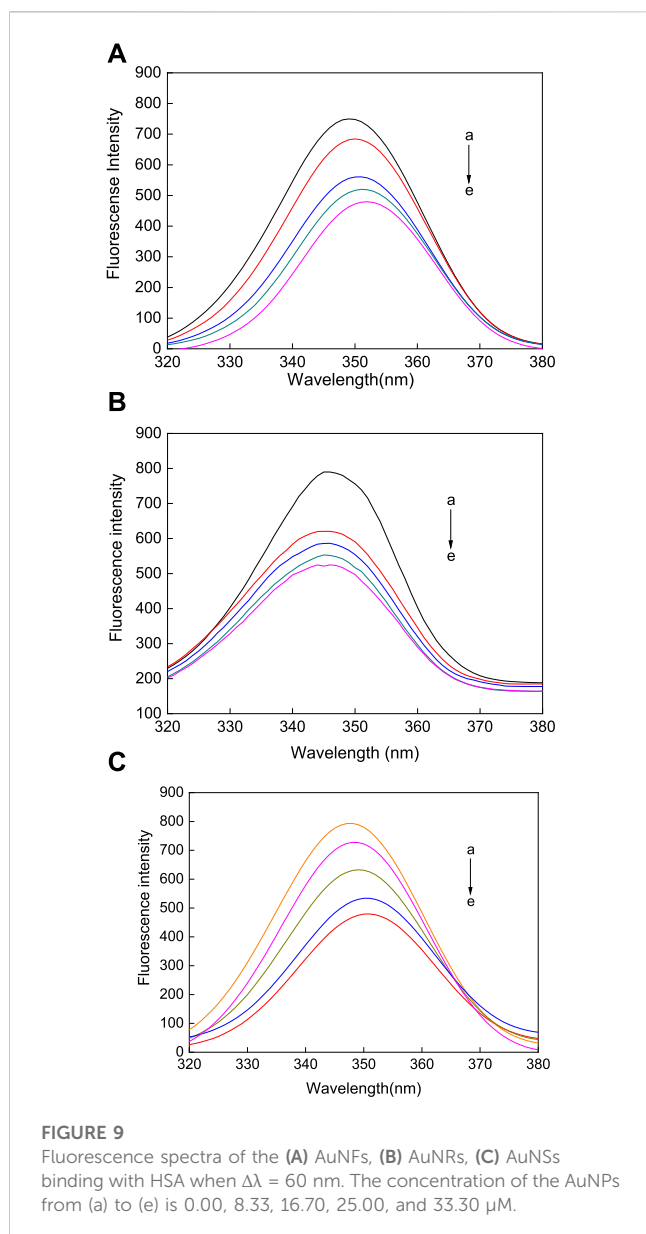 A
900
800
700
600
500
400
300
200
100
0
Fluorescense Intensity
a
e
320 330 340 350 360 370 380
Wavelength(nm)
B
900
800
700
600
500
400
300
200
100
Fluorescence intensity
a
e
320 330 340 350 360 370 380
Wavelength (nm)
C
900
800
700
600
500
400
300
200
100
0
Fluorescence intensity
a
e
320 330 340 350 360 370 380
Wavelength(nm)
FIGURE 9
Fluorescence spectra of the (A) AuNFs, (B) AuNRs, (C) AuNSs
binding with HSA when Δλ = 60 nm. The concentration of the AuNPs
from (a) to (e) is 0.00, 8.33, 16.70, 25.00, and 33.30 μM.